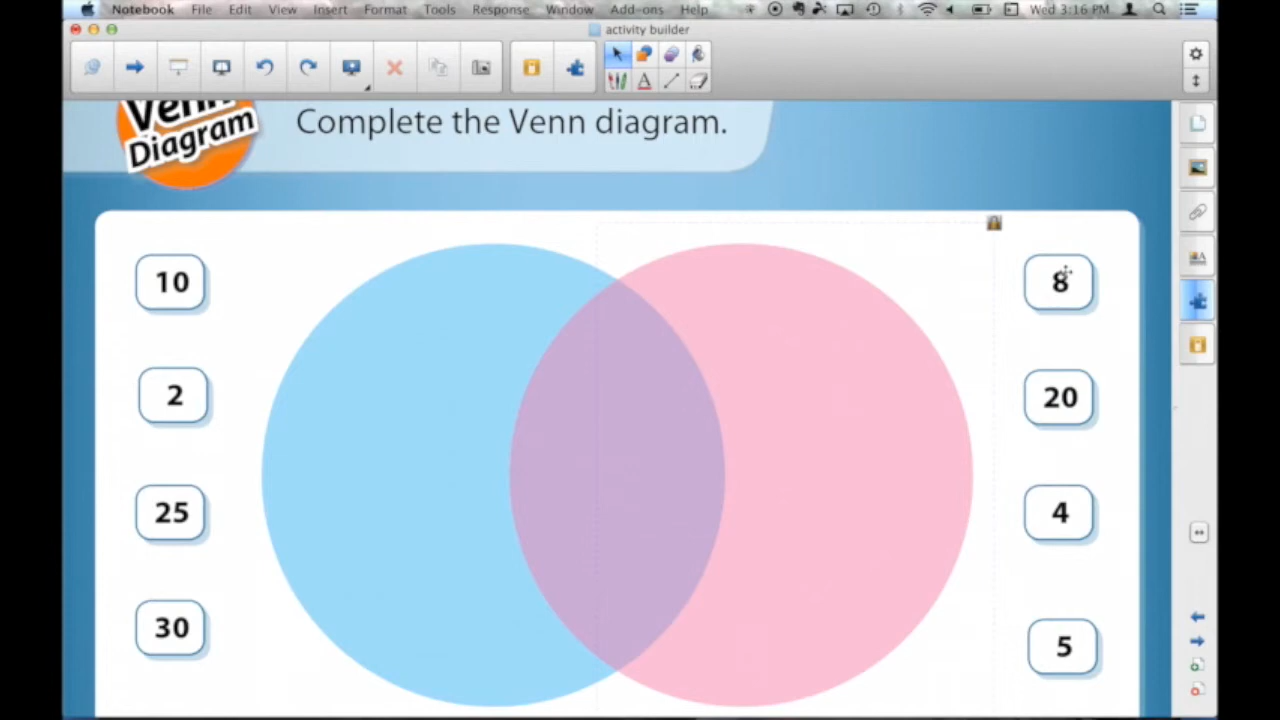 Notebook File Edit View Insert Format Tools Response Window Add-ons Help Wed 3:16 PM
activity builder
A
Venn
Diagram
Complete the Venn diagram.
10
8
2
20
25
4
30
5